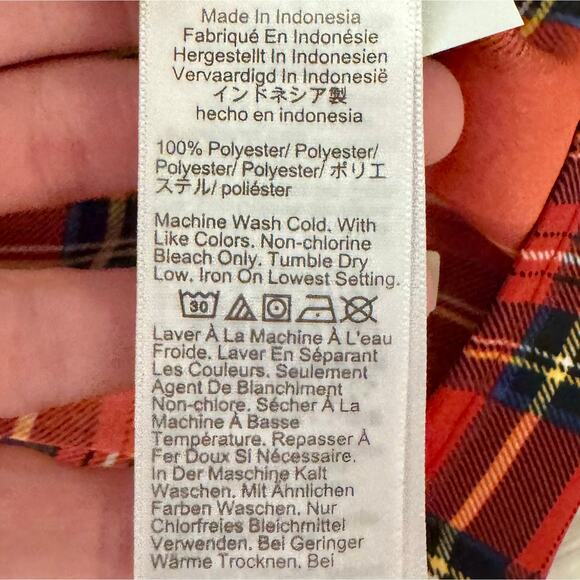 Made In Indonesia
Fabriqué En Indonésie
Hergestellt In Indonesien
Vervaardigd In Indonesië
インドネシア製
hecho en indonesia
100% Polyester/ Polyester/
Polyester/ Polyester/ ポリエ
ステル/ poliéster
Machine Wash Cold. With
Like Colors. Non-chlorine
Bleach Only. Tumble Dry
Low. Iron On Lowest Setting.
30
Laver À La Machine À L'eau
Froide. Laver En Séparant
Les Couleurs. Seulement
Agent De Blanchiment
Non-chlore. Sécher À La
Machine À Basse
Température. Repasser À
Fer Doux Si Nécessaire.
In Der Maschine Kalt
Waschen. Mit Ähnlichen
Farben Waschen. Nur
Chlorfreies Bleichmittel
Verwenden. Bei Geringer
Wärme Trocknen. Bei